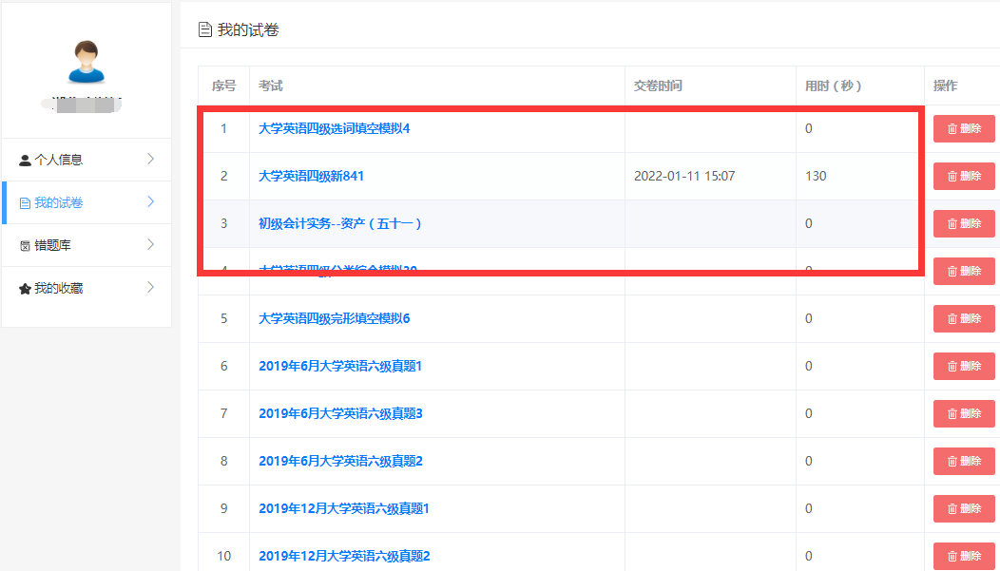 我的试卷
个人信息
我的试卷
错题库
我的收藏
序号 考试 交卷时间 用时（秒） 操作
1 大学英语四级选词填空模拟4 0 删除
2 大学英语四级新841 2022-01-11 15:07 130 删除
3 初级会计实务--资产（五十一） 0 删除
4 大学英语四级分类综合模拟20 0 删除
5 大学英语四级完形填空模拟6 0 删除
6 2019年6月大学英语六级真题1 0 删除
7 2019年6月大学英语六级真题3 0 删除
8 2019年6月大学英语六级真题2 0 删除
9 2019年12月大学英语六级真题1 0 删除
10 2019年12月大学英语六级真题2 0 删除